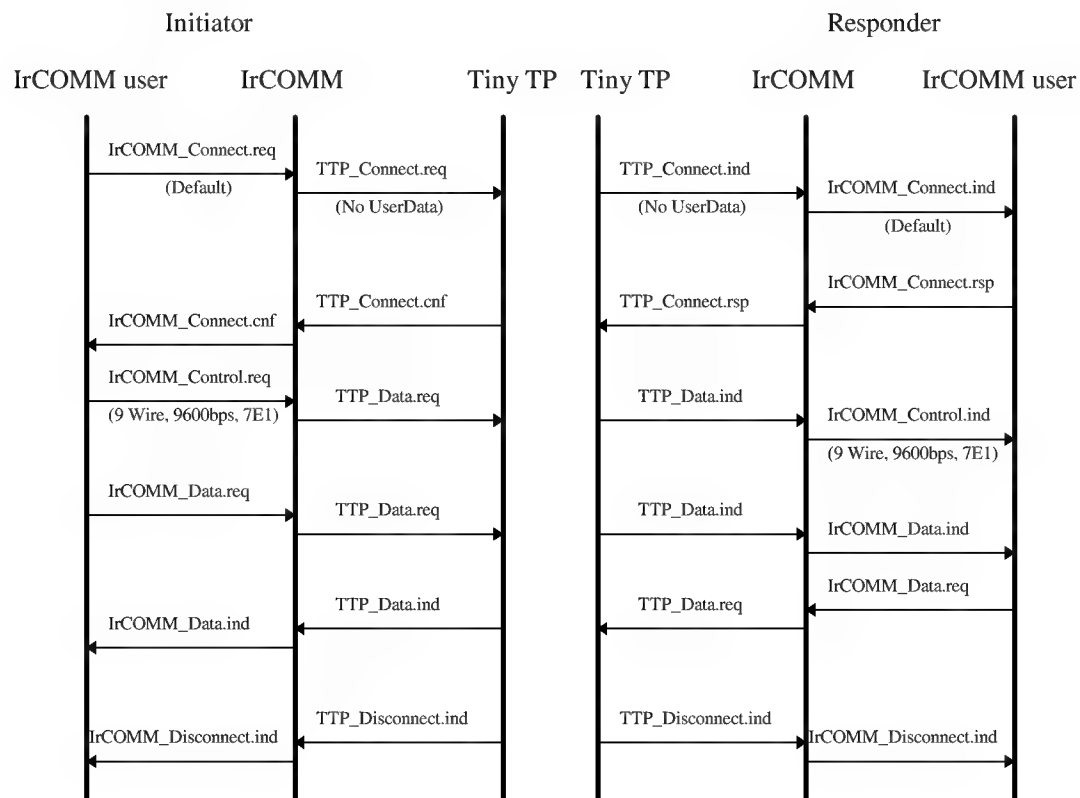 Initiator Responder
IrCOMM user IrCOMM Tiny TP Tiny TP IrCOMM IrCOMM user
IrCOMM_Connect.req
TTP_Connect.req TTP_Connect.ind
(Default) IrCOMM_Connect.ind
(No UserData) (No UserData)
(Default)
IrCOMM_Connect.rsp
TTP_Connect.cnf TTP_Connect.rsp
IrCOMM_Connect.cnf
IrCOMM_Control.req
TTP_Data.req TTP_Data.ind
(9 Wire, 9600bps, 7E1) IrCOMM_Control.ind
(9 Wire, 9600bps, 7E1)
IrCOMM_Data.req
TTP_Data.req TTP_Data.ind
IrCOMM_Data.ind
IrCOMM_Data.req
TTP_Data.ind TTP_Data.req
IrCOMM_Data.ind
TTP_Disconnect.ind TTP_Disconnect.ind
IrCOMM_Disconnect.ind IrCOMM_Disconnect.ind